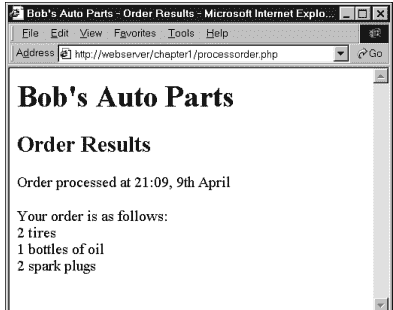 Bob's Auto Parts - Order Results - Microsoft Internet Explo...
File Edit View Favorites Tools Help
Address http://webserver/chapter1/processorder.php Go
Bob's Auto Parts
Order Results
Order processed at 21:09, 9th April
Your order is as follows:
2 tires
1 bottles of oil
2 spark plugs